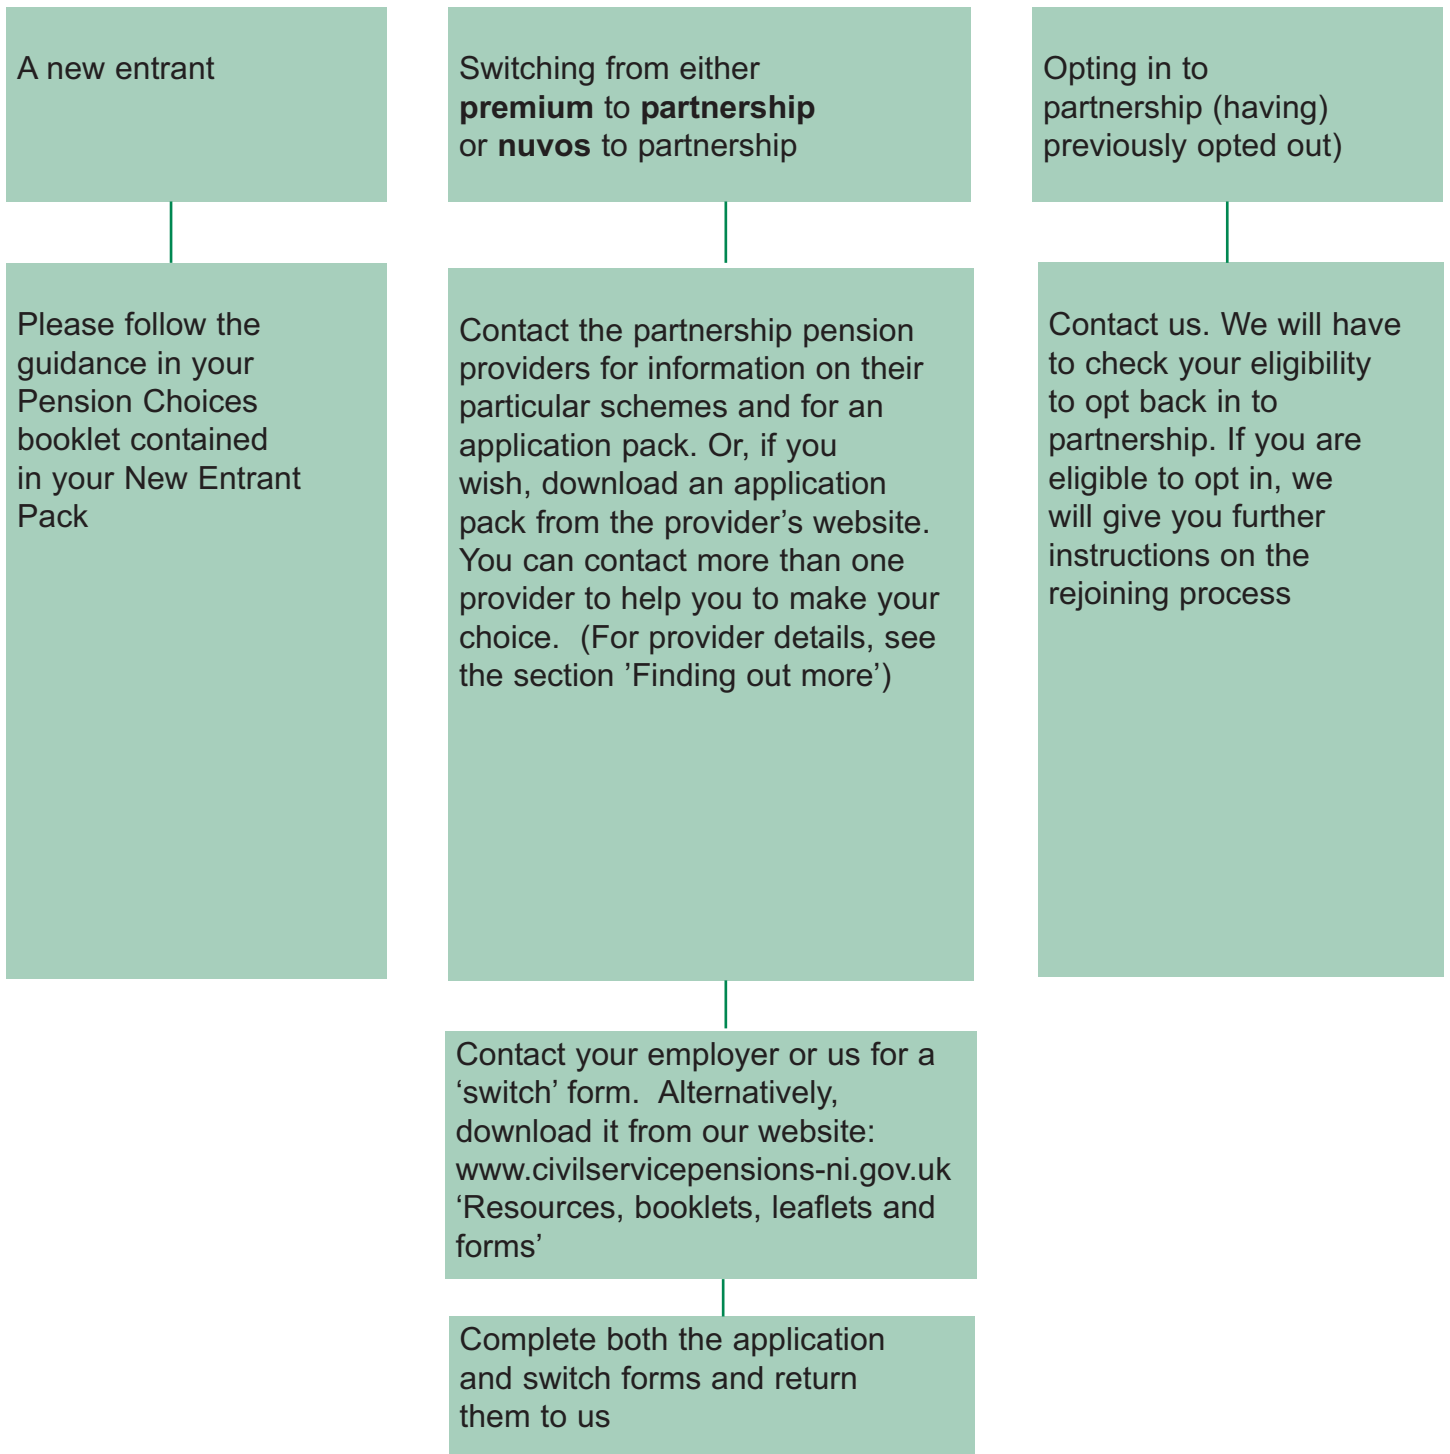 A new entrant
Please follow the
guidance in your
Pension Choices
booklet contained
in your New Entrant
Pack
Switching from either
premium to partnership
or nuvos to partnership
Contact the partnership pension
providers for information on their
particular schemes and for an
application pack. Or, if you
wish, download an application
pack from the provider’s website.
You can contact more than one
provider to help you to make your
choice.  (For provider details, see
the section ’Finding out more’)
Contact your employer or us for a
‘switch’ form.  Alternatively,
download it from our website:
www.civilservicepensions-ni.gov.uk
‘Resources, booklets, leaflets and
forms’
Complete both the application
and switch forms and return
them to us
Opting in to
partnership (having)
previously opted out)
Contact us. We will have
to check your eligibility
to opt back in to
partnership. If you are
eligible to opt in, we
will give you further
instructions on the
rejoining process